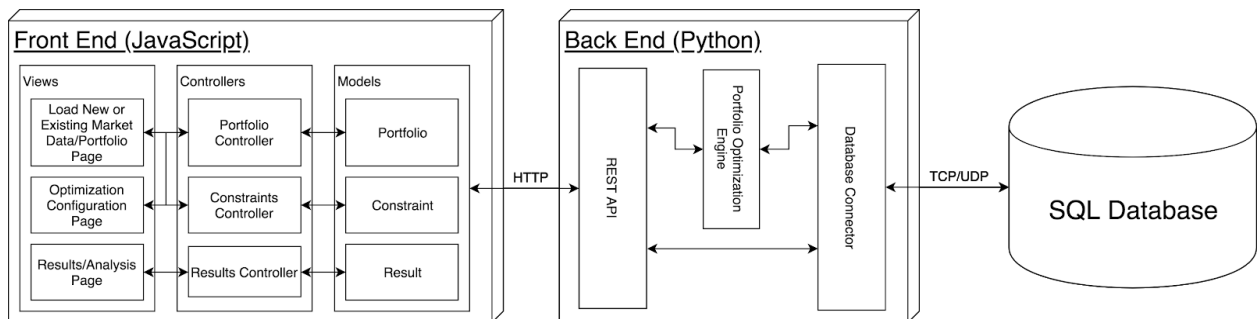 Front End (JavaScript)
Views
Load New or
Existing Market
Data/Portfolio
Page
Optimization
Configuration
Page
Results/Analysis
Page
Controllers
Portfolio
Controller
Constraints
Controller
Results Controller
Models
Portfolio
Constraint
Result
HTTP
Back End (Python)
REST API
Portfolio Optimization
Engine
Database Connector
TCP/UDP
SQL Database